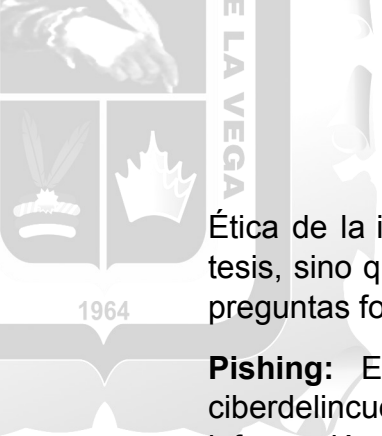 E LA VEGA
1964
Ética de la i
tesis, sino q
preguntas fo
Pishing: E
ciberdelincue